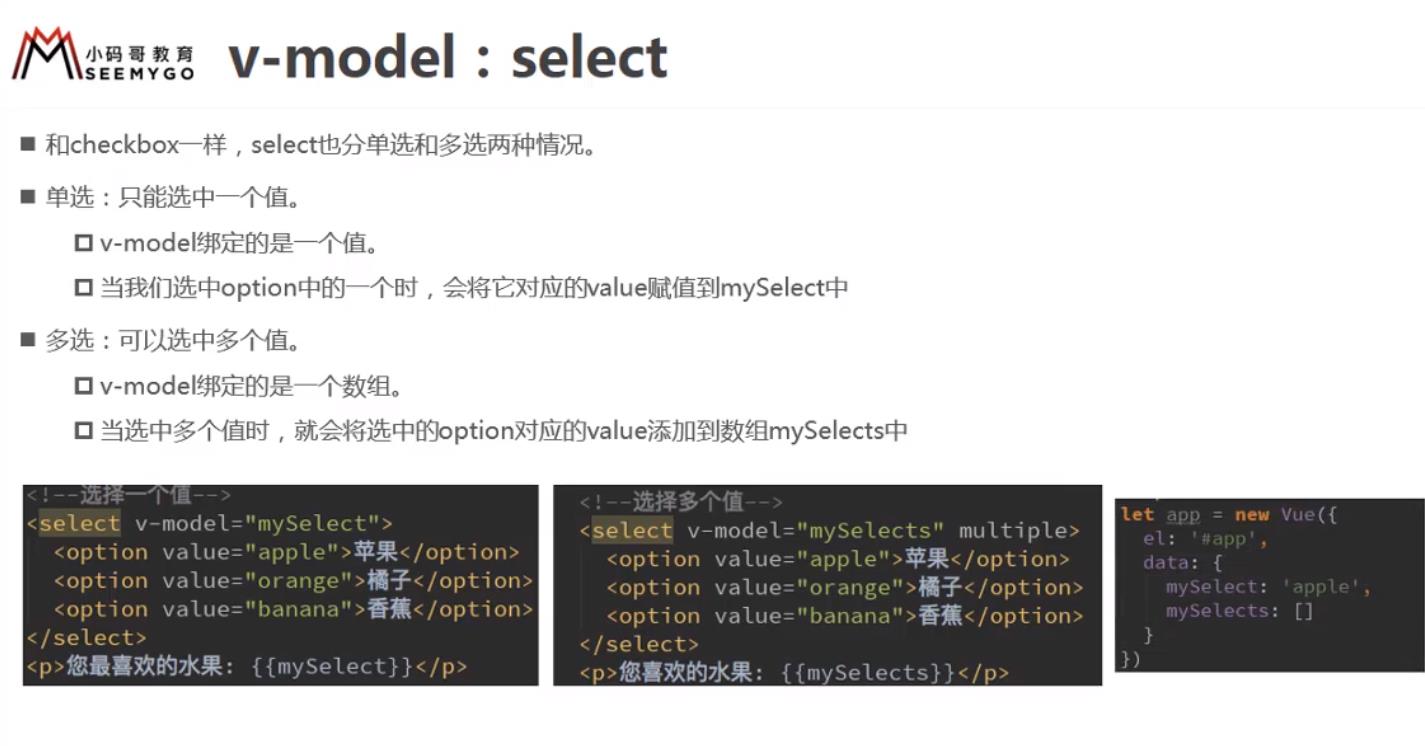 小码哥教育
SEEMYGO
v-model：select
和checkbox一样，select也分单选和多选两种情况。
单选：只能选中一个值。
v-model绑定的是一个值。
当我们选中option中的一个时，会将它对应的value赋值到mySelect中
多选：可以选中多个值。
v-model绑定的是一个数组。
当选中多个值时，就会将选中的option对应的value添加到数组mySelects中
<!--选择一个值-->
<select v-model="mySelect">
<option value="apple">苹果</option>
<option value="orange">橘子</option>
<option value="banana">香蕉</option>
</select>
<p>您最喜欢的水果: {{mySelect}}</p>
<!--选择多个值-->
<select v-model="mySelects" multiple>
<option value="apple">苹果</option>
<option value="orange">橘子</option>
<option value="banana">香蕉</option>
</select>
<p>您喜欢的水果: {{mySelects}}</p>
let app = new Vue({
el: '#app',
data: {
mySelect: 'apple',
mySelects: []
}
})